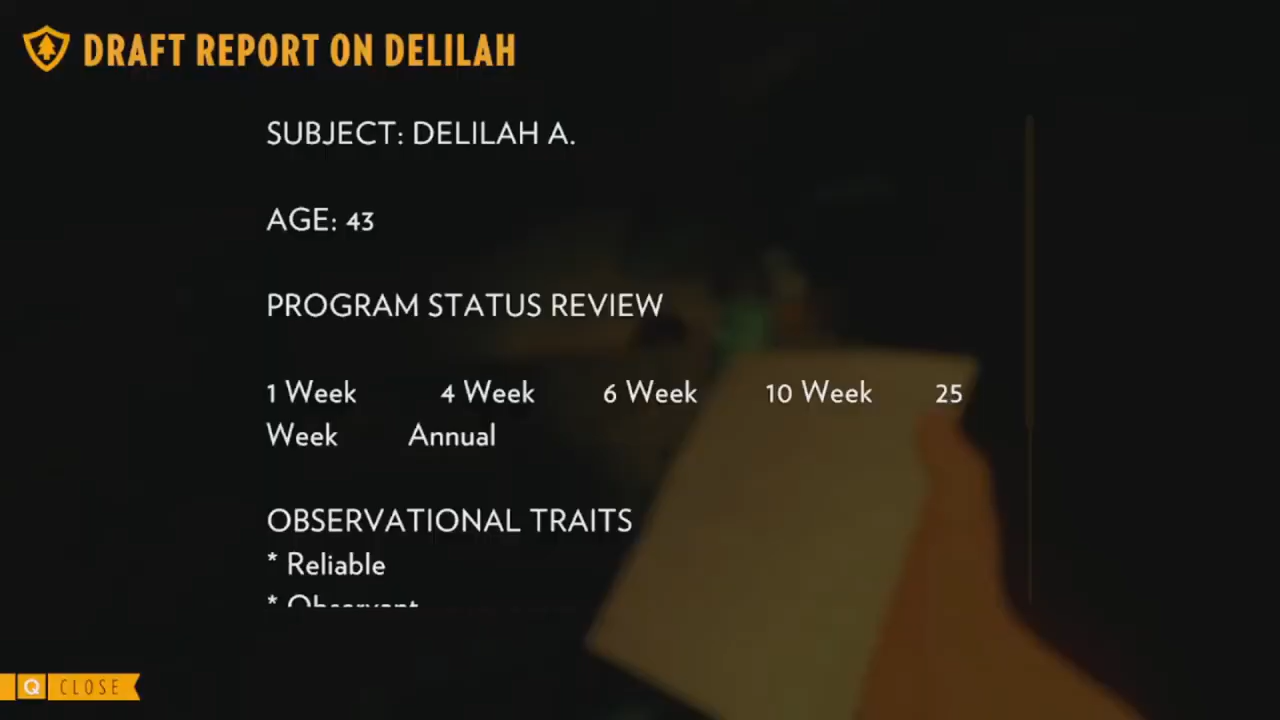 DRAFT REPORT ON DELILAH
SUBJECT: DELILAH A.
AGE: 43
PROGRAM STATUS REVIEW
1 Week 4 Week 6 Week 10 Week 25
Week Annual
OBSERVATIONAL TRAITS
* Reliable
* Observant
Q CLOSE